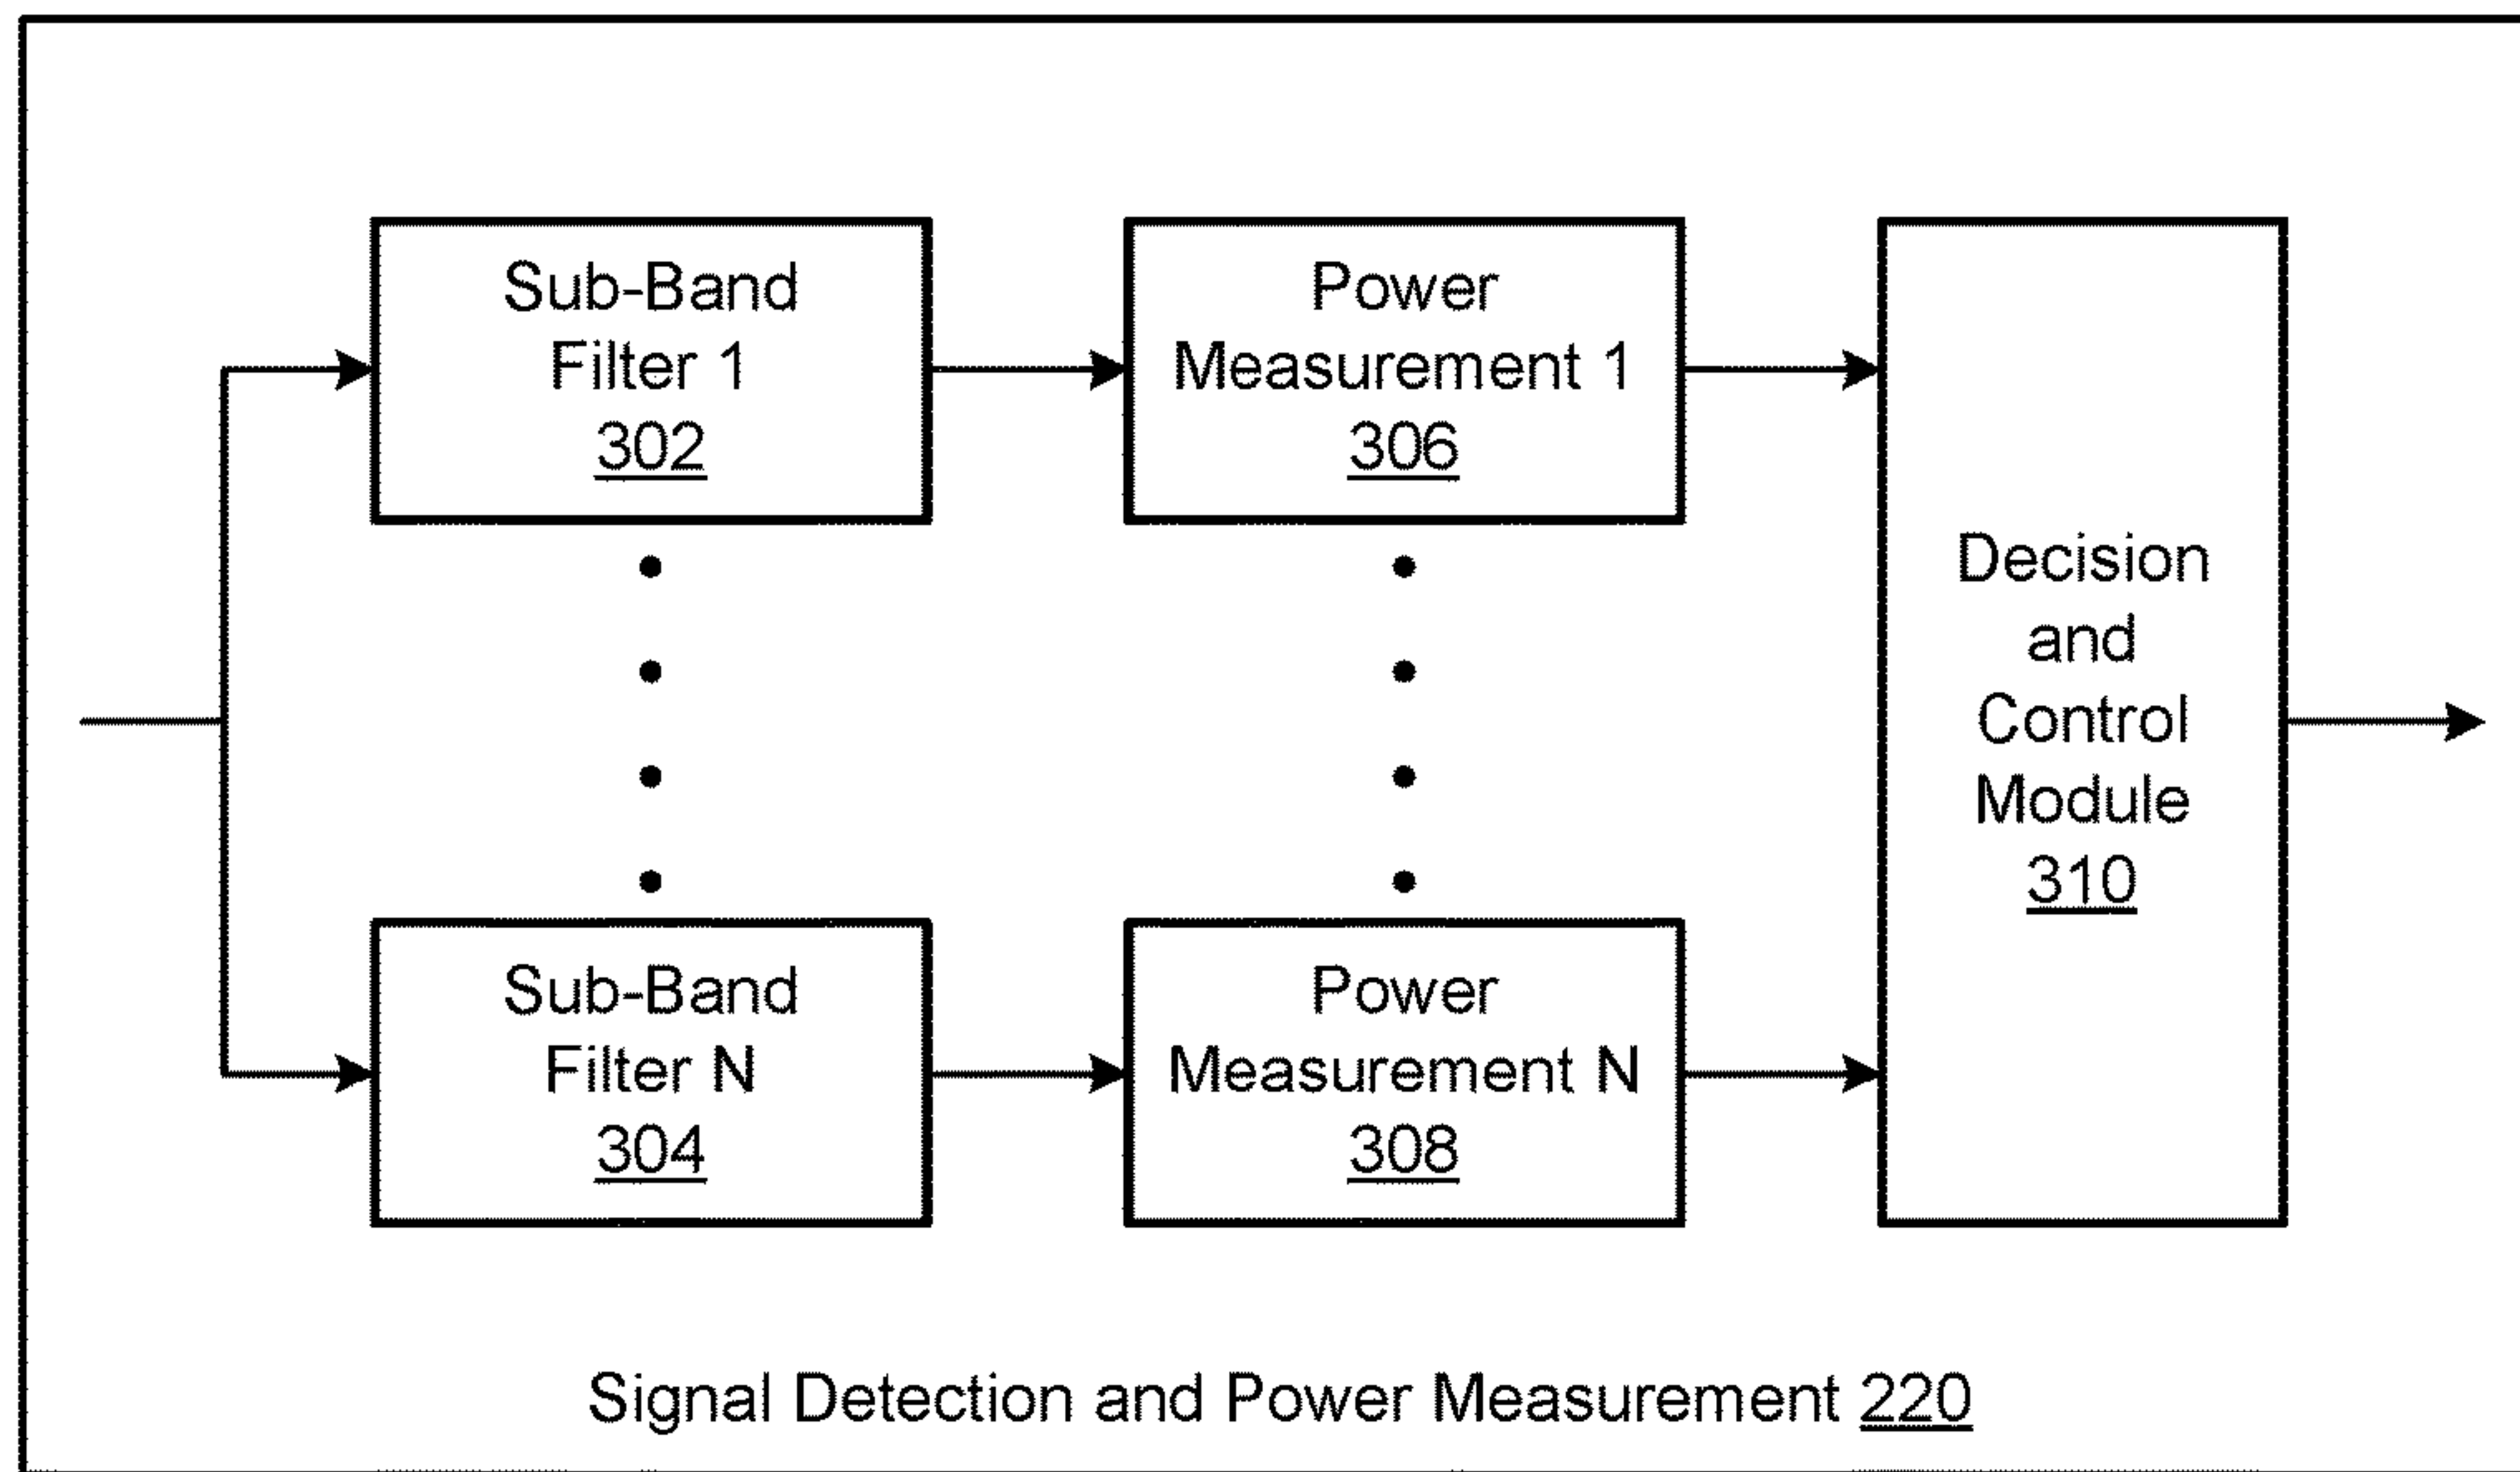 Sub-Band
Filter 1
302
Power
Measurement 1
306
Decision
and
Control
Module
310
Sub-Band
Filter N
304
Power
Measurement N
308
Signal Detection and Power Measurement 220